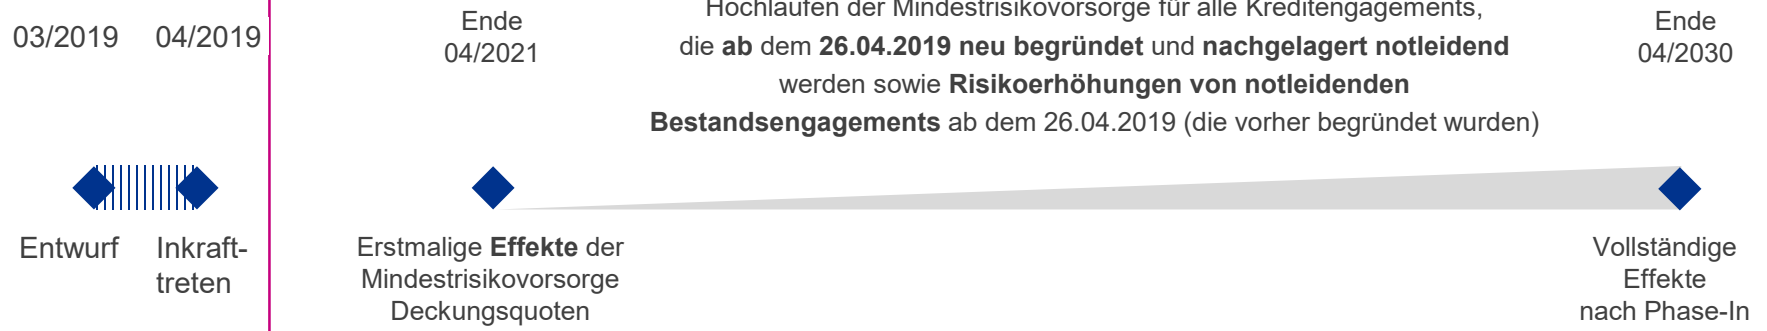 03/2019 04/2019
Ende
04/2021
Hochlaufen der Mindestrisikovorsorge für alle Kreditengagements,
die ab dem 26.04.2019 neu begründet und nachgelagert notleidend
werden sowie Risikoerhöhungen von notleidenden
Bestandsengagements ab dem 26.04.2019 (die vorher begründet wurden)
Ende
04/2030
Entwurf
Inkraft-
treten
Erstmalige Effekte der
Mindestrisikovorsorge
Deckungsquoten
Vollständige
Effekte
nach Phase-In